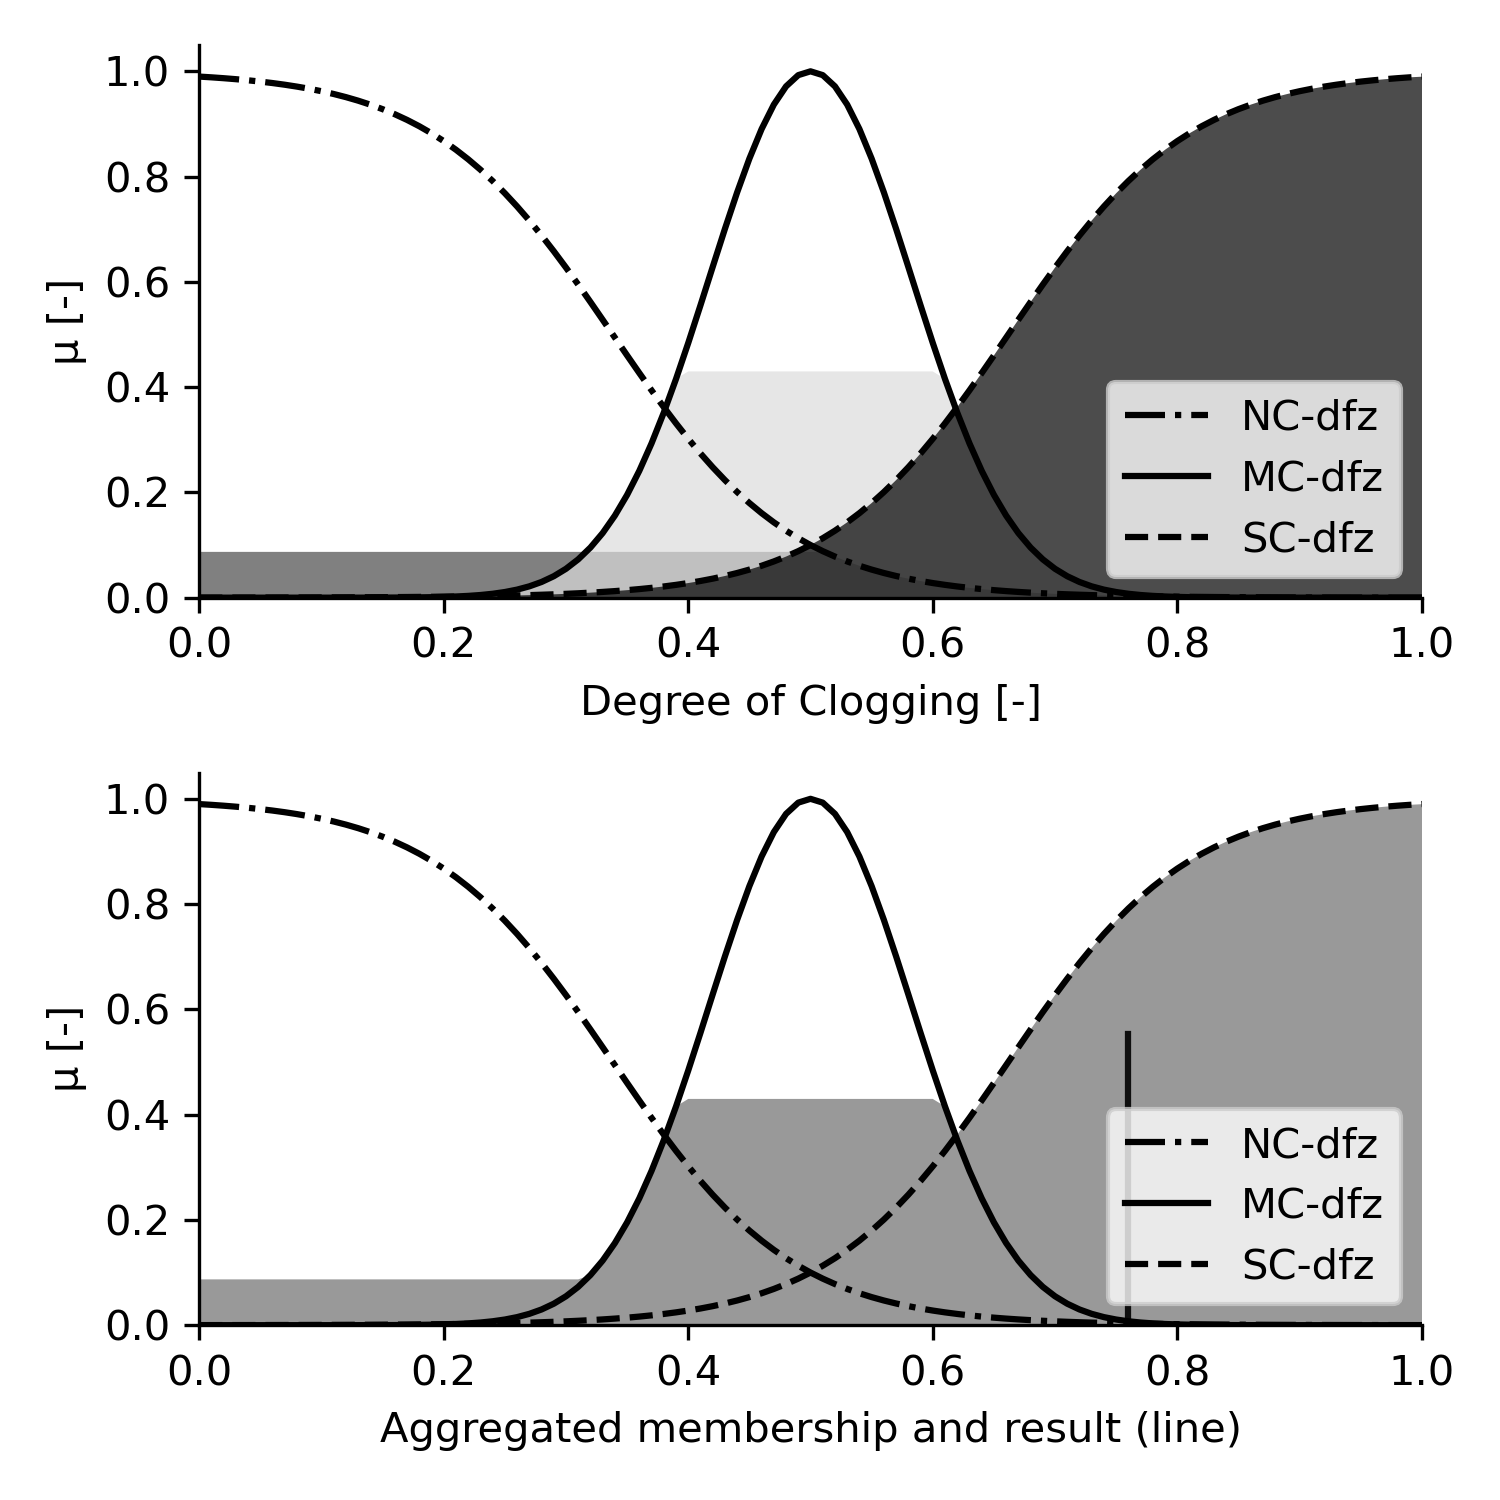 1.0
0.8
0.6
0.4
0.2
0.0
µ [-]
NC-dfz
MC-dfz
SC-dfz
0.0 0.2 0.4 0.6 0.8 1.0
Degree of Clogging [-]
1.0
0.8
0.6
0.4
0.2
0.0
µ [-]
NC-dfz
MC-dfz
SC-dfz
0.0 0.2 0.4 0.6 0.8 1.0
Aggregated membership and result (line)